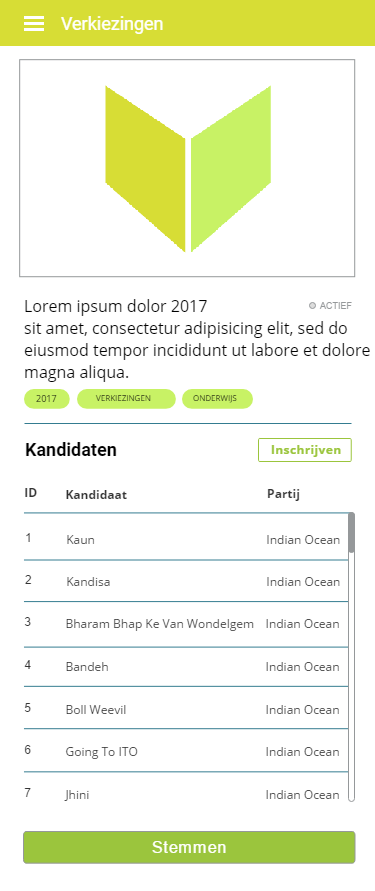 Verkiezingen
Lorem ipsum dolor 2017
ACTIEF
sit amet, consectetur adipisicing elit, sed do
eiusmod tempor incididunt ut labore et dolore
magna aliqua.
2017 VERKIEZINGEN ONDERWIJS
Kandidaten Inschrijven
ID Kandidaat Partij
1 Kaun Indian Ocean
2 Kandisa Indian Ocean
3 Bharam Bhap Ke Van Wondelgem Indian Ocean
4 Bandeh Indian Ocean
5 Boll Weevil Indian Ocean
6 Going To ITO Indian Ocean
7 Jhini Indian Ocean
Stemmen